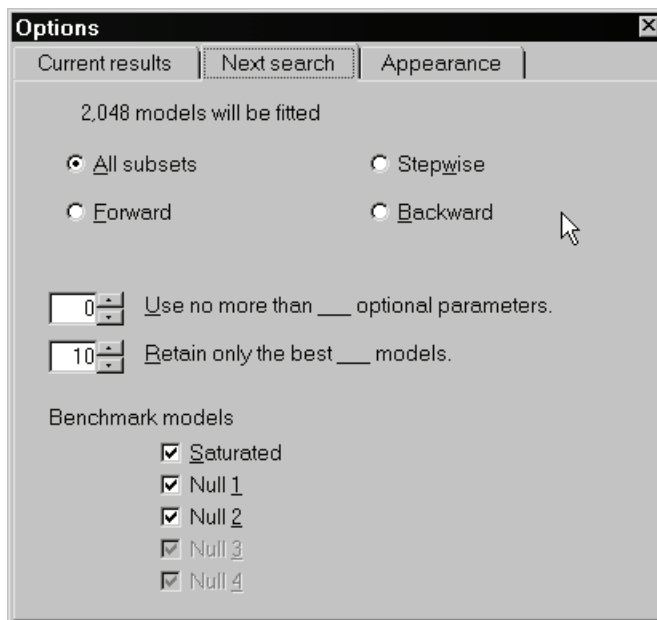 Options
Current results Next search Appearance
2,048 models will be fitted
All subsets Stepwise
Forward Backward
0 Use no more than ___ optional parameters.
10 Retain only the best ___ models.
Benchmark models
Saturated
Null 1
Null 2
Null 3
Null 4